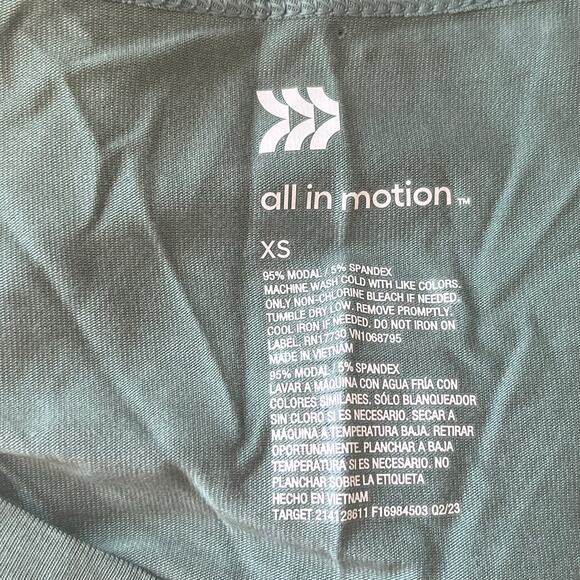 all in motion™
XS
95% MODAL / 5% SPANDEX
MACHINE WASH COLD WITH LIKE COLORS.
ONLY NON-CHLORINE BLEACH IF NEEDED.
TUMBLE DRY LOW. REMOVE PROMPTLY.
COOL IRON IF NEEDED. DO NOT IRON ON
LABEL. RN17730 VN1068795
MADE IN VIETNAM
95% MODAL / 5% SPANDEX
LAVAR A MÁQUINA CON AGUA FRÍA CON
COLORES SIMILARES. SÓLO BLANQUEADOR
SIN CLORO SI ES NECESARIO. SECAR A
MÁQUINA A TEMPERATURA BAJA. RETIRAR
OPORTUNAMENTE. PLANCHAR A BAJA
TEMPERATURA SI ES NECESARIO. NO
PLANCHAR SOBRE LA ETIQUETA
HECHO EN VIETNAM
TARGET 214128611 F16984503 Q2/23